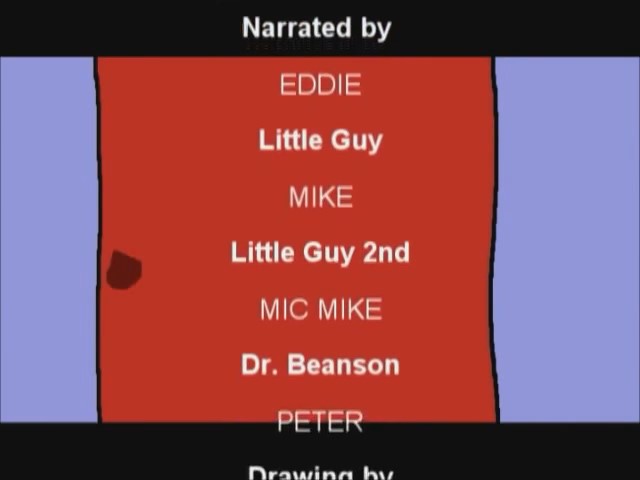 Narrated by
EDDIE
Little Guy
MIKE
Little Guy 2nd
MIC MIKE
Dr. Beanson
PETER
Drawing by